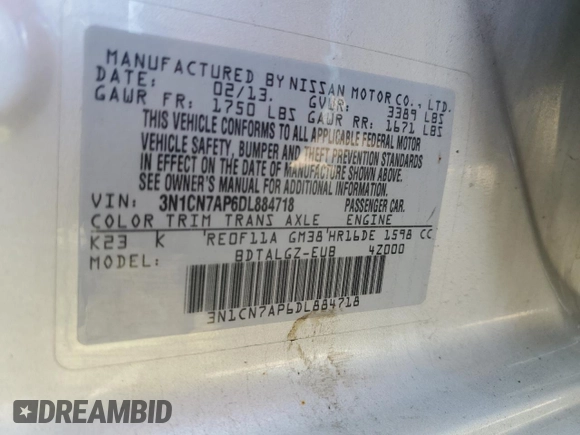 MANUFACTURED BY NISSAN MOTOR CO., LTD.
DATE: 02/13. GVWR: 3389 LBS
GAWR FR: 1750 LBS GAWR RR: 1671 LBS
THIS VEHICLE CONFORMS TO ALL APPLICABLE FEDERAL MOTOR
VEHICLE SAFETY, BUMPER AND THEFT PREVENTION STANDARDS
IN EFFECT ON THE DATE OF MANUFACTURE SHOWN ABOVE.
SEE OWNER'S MANUAL FOR ADDITIONAL INFORMATION.
VIN: 3N1CN7AP6DL884718 PASSENGER CAR.
COLOR TRIM TRANS AXLE ENGINE
K23 K 'RE0F11A GM38'HR16DE 1598 CC
MODEL: BDTALGZ-EUB 4Z000
3N1CN7AP6DL884718
DREAMBID